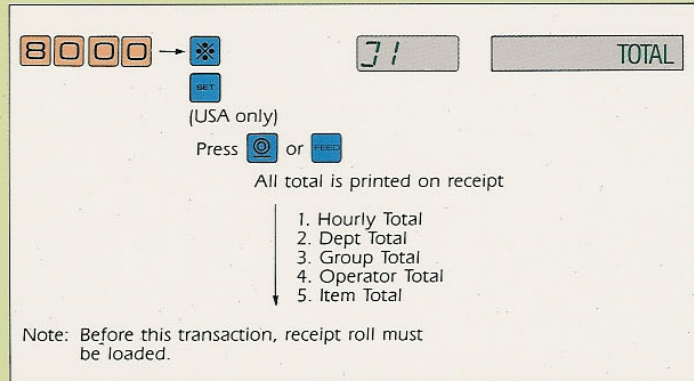 8000 → ※ J1 TOTAL
SET
(USA only)
Press or FEED
All total is printed on receipt
1. Hourly Total
2. Dept Total
3. Group Total
4. Operator Total
5. Item Total
Note: Before this transaction, receipt roll must
be loaded.